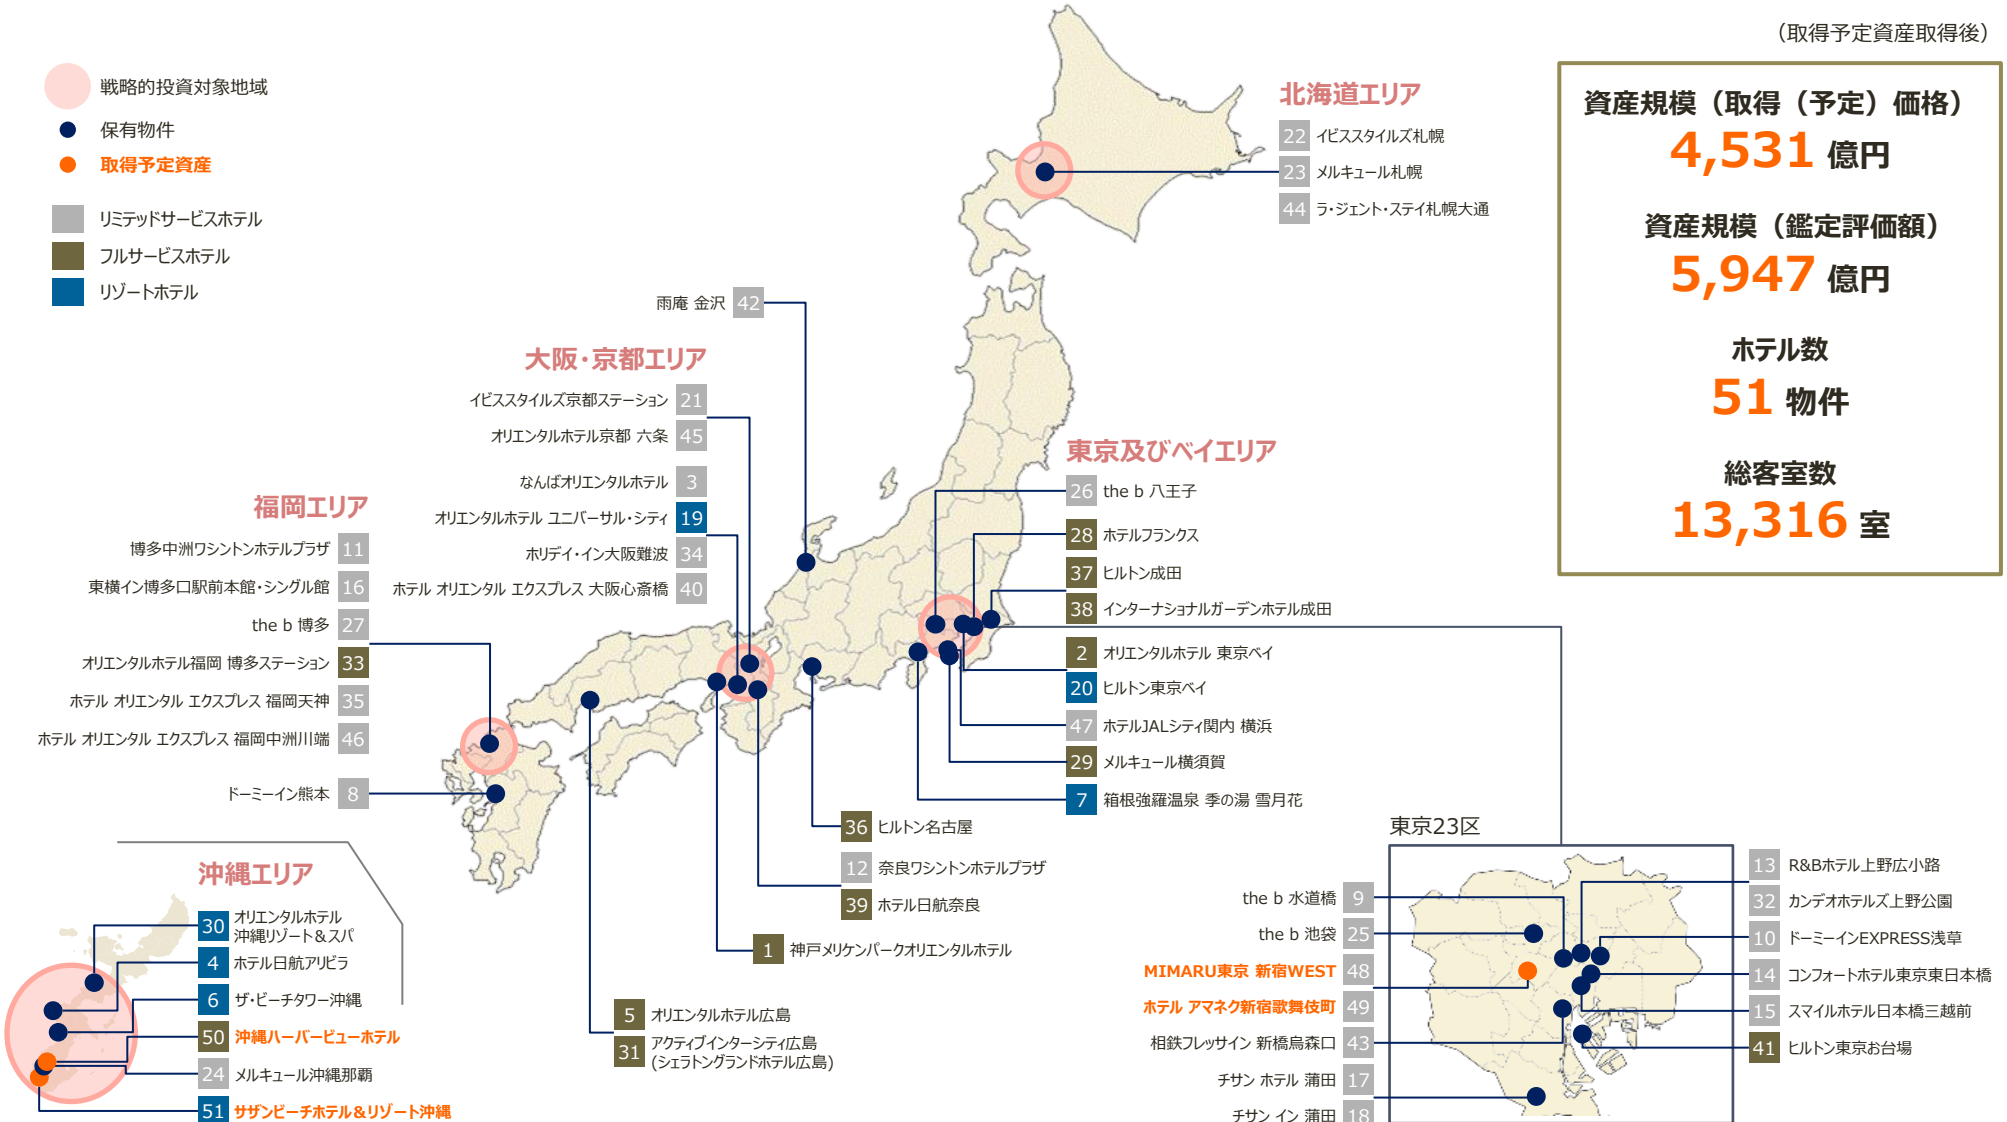 （取得予定資産取得後）
戦略的投資対象地域
保有物件
取得予定資産
リミテッドサービスホテル
フルサービスホテル
リゾートホテル
資産規模（取得（予定）価格）
4,531 億円
資産規模（鑑定評価額）
5,947 億円
ホテル数
51 物件
総客室数
13,316 室
北海道エリア
22 イビススタイルズ札幌
23 メルキュール札幌
44 ラ・ジェント・ステイ札幌大通
雨庵 金沢 42
大阪・京都エリア
イビススタイルズ京都ステーション 21
オリエンタルホテル京都 六条 45
なんばオリエンタルホテル 3
オリエンタルホテル ユニバーサル・シティ 19
ホリデイ・イン大阪難波 34
ホテル オリエンタル エクスプレス 大阪心斎橋 40
福岡エリア
博多中洲ワシントンホテルプラザ 11
東横イン博多口駅前本館・シングル館 16
the b 博多 27
オリエンタルホテル福岡 博多ステーション 33
ホテル オリエンタル エクスプレス 福岡天神 35
ホテル オリエンタル エクスプレス 福岡中洲川端 46
ドーミーイン熊本 8
東京及びベイエリア
26 the b 八王子
28 ホテルフランクス
37 ヒルトン成田
38 インターナショナルガーデンホテル成田
2 オリエンタルホテル 東京ベイ
20 ヒルトン東京ベイ
47 ホテルJALシティ関内 横浜
29 メルキュール横須賀
7 箱根強羅温泉 季の湯 雪月花
36 ヒルトン名古屋
12 奈良ワシントンホテルプラザ
39 ホテル日航奈良
1 神戸メリケンパークオリエンタルホテル
5 オリエンタルホテル広島
31 アクティブインターシティ広島
(シェラトングランドホテル広島)
沖縄エリア
30 オリエンタルホテル
沖縄リゾート＆スパ
4 ホテル日航アリビラ
6 ザ・ビーチタワー沖縄
50 沖縄ハーバービューホテル
24 メルキュール沖縄那覇
51 サザンビーチホテル＆リゾート沖縄
東京23区
the b 水道橋 9
the b 池袋 25
MIMARU東京 新宿WEST 48
ホテル アマネク新宿歌舞伎町 49
相鉄フレッサイン 新橋烏森口 43
チサン ホテル 蒲田 17
チサン イン 蒲田 18
13 R&Bホテル上野広小路
32 カンデオホテルズ上野公園
10 ドーミーインEXPRESS浅草
14 コンフォートホテル東京東日本橋
15 スマイルホテル日本橋三越前
41 ヒルトン東京お台場